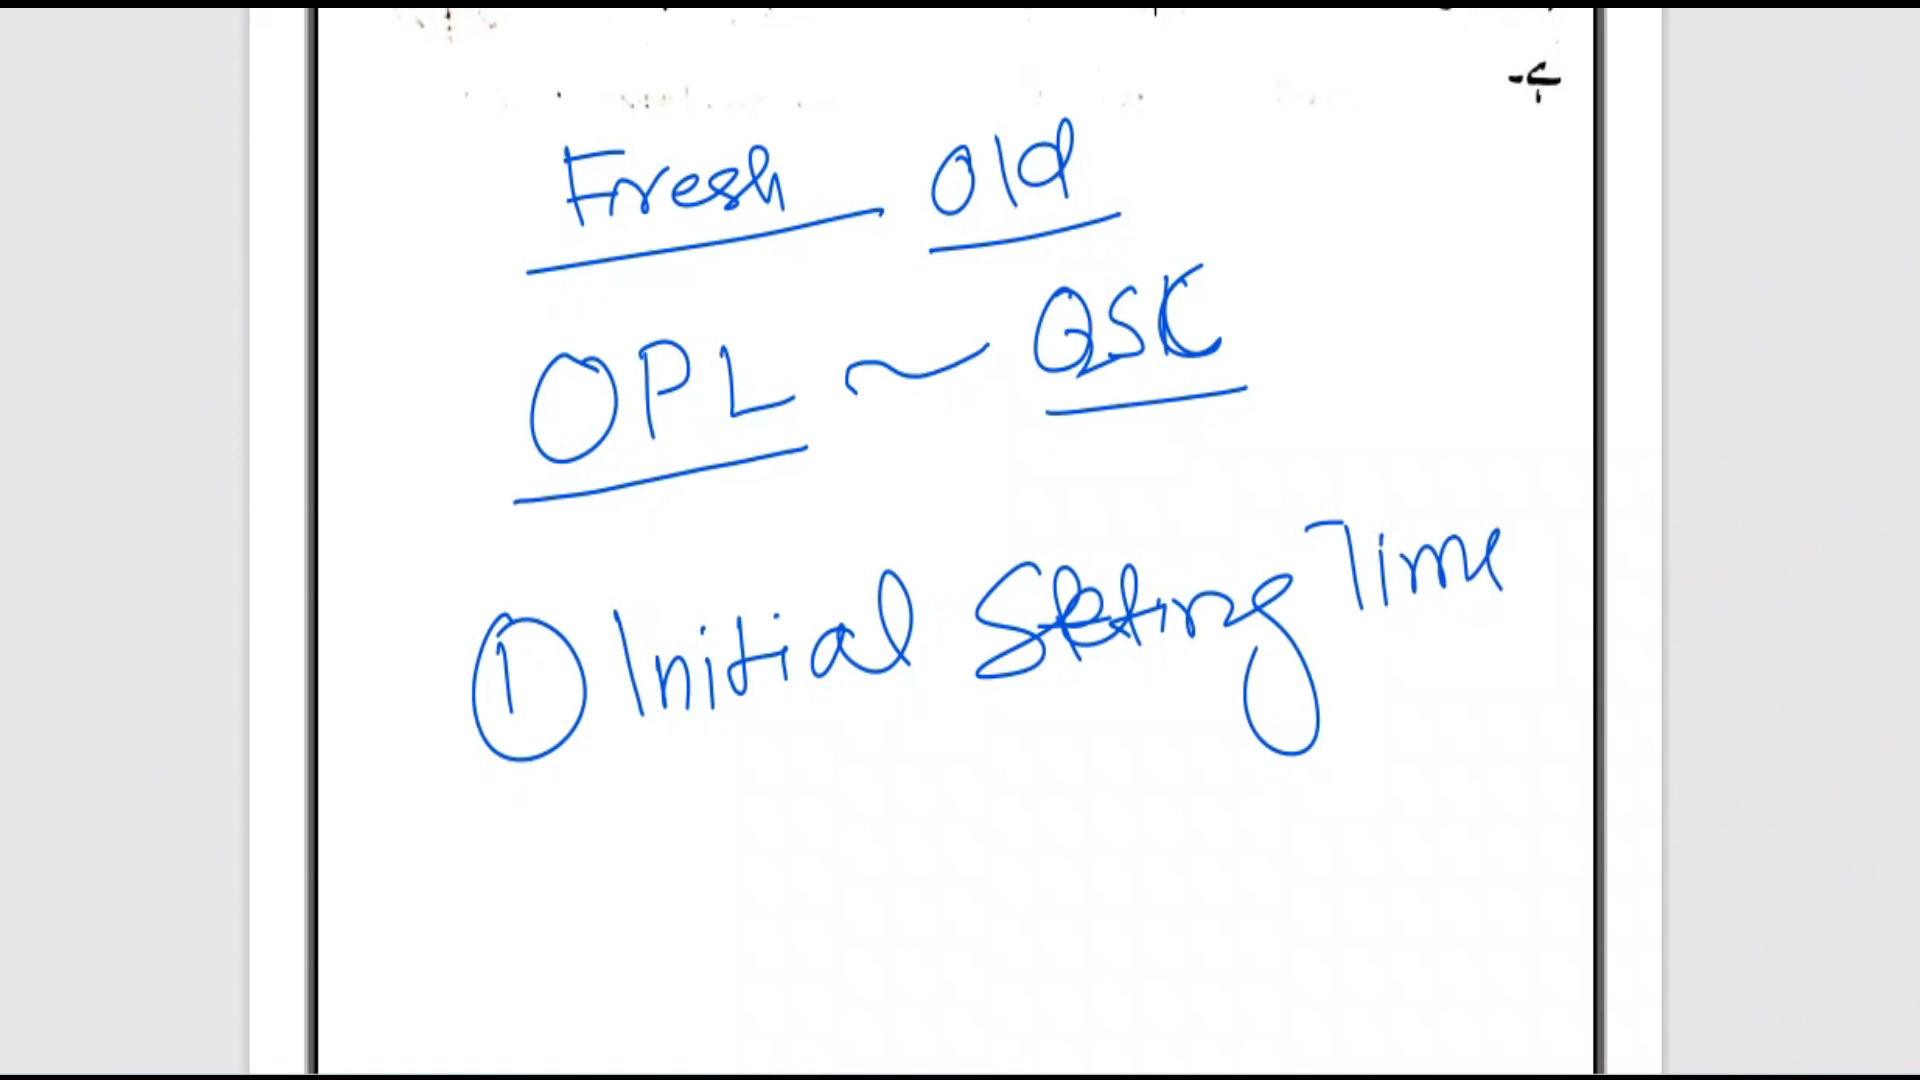 Fresh Old
OPL ~ QSC
① Initial Setting Time